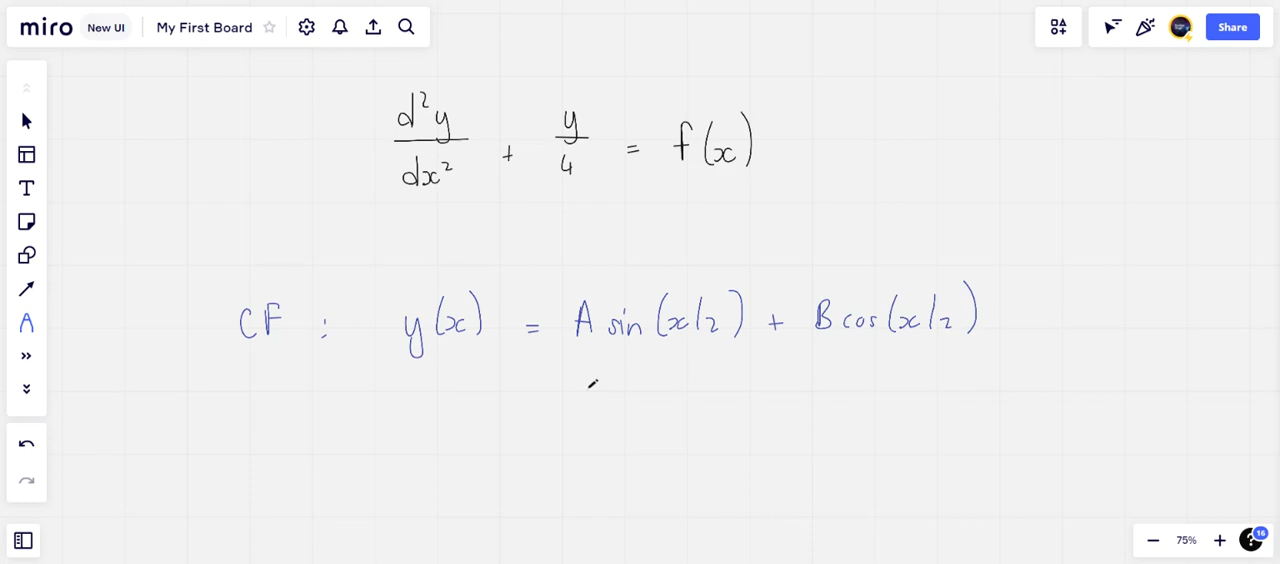 miro New UI My First Board Share
d²y/dx² + y/4 = f(x)
CF : y(x) = A sin(x/2) + B cos(x/2)
T
A
16
75%
?